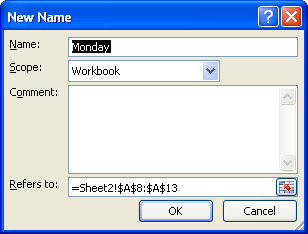 New Name
Name: Monday
Scope: Workbook
Comment:
Refers to: =Sheet2!$A$8:$A$13
OK Cancel